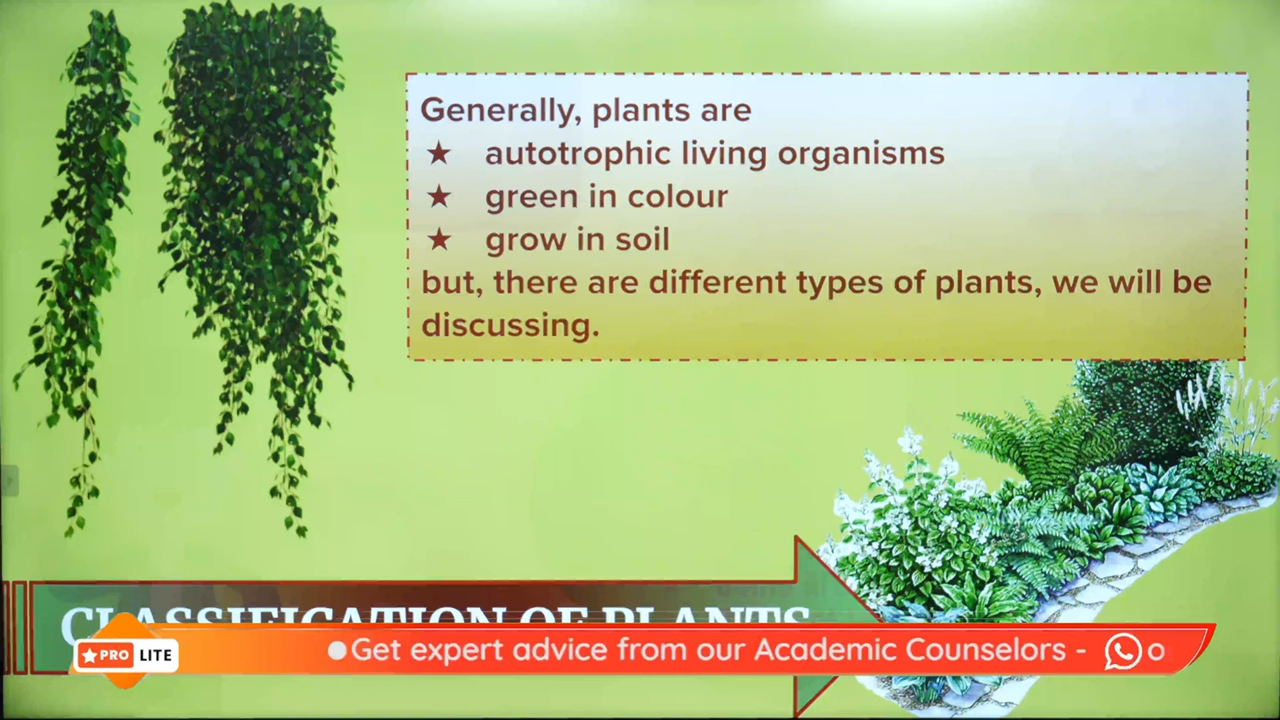 Generally, plants are
★ autotrophic living organisms
★ green in colour
★ grow in soil
but, there are different types of plants, we will be
discussing.
CLASSIFICATION OF PLANTS
★PRO LITE
●Get expert advice from our Academic Counselors -